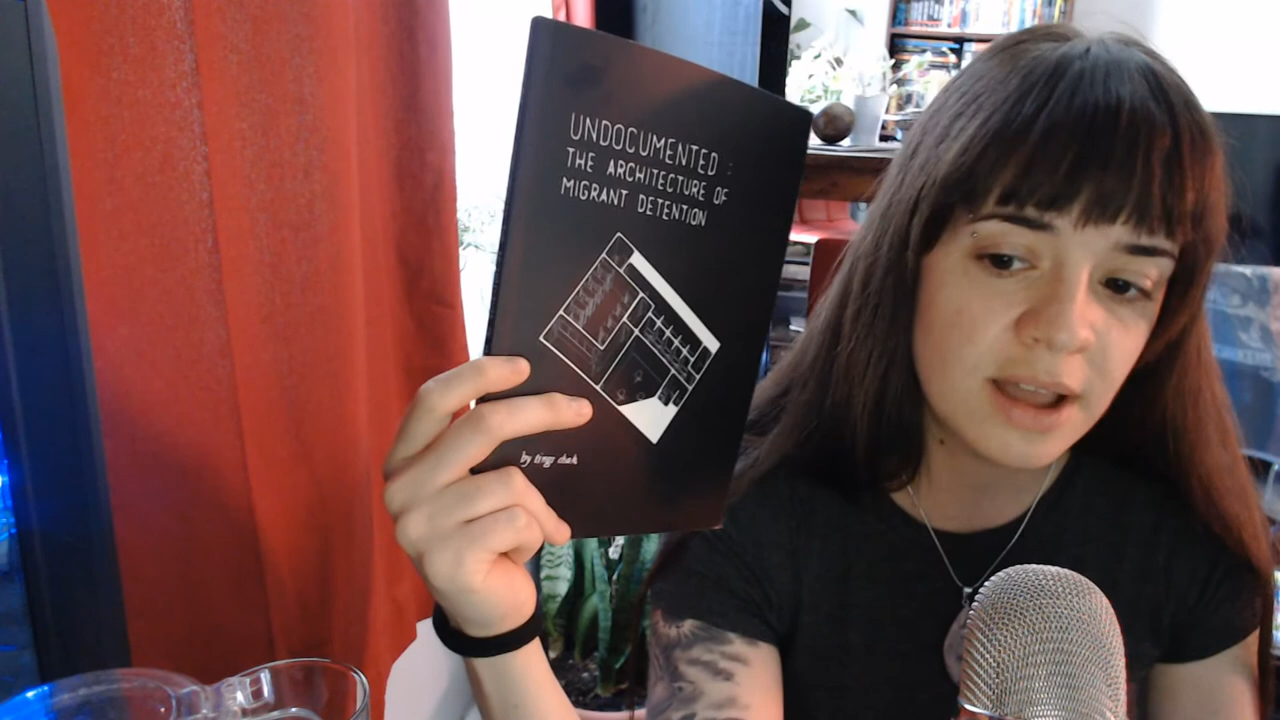 UNDOCUMENTED :
THE ARCHITECTURE OF
MIGRANT DETENTION
by tings chak